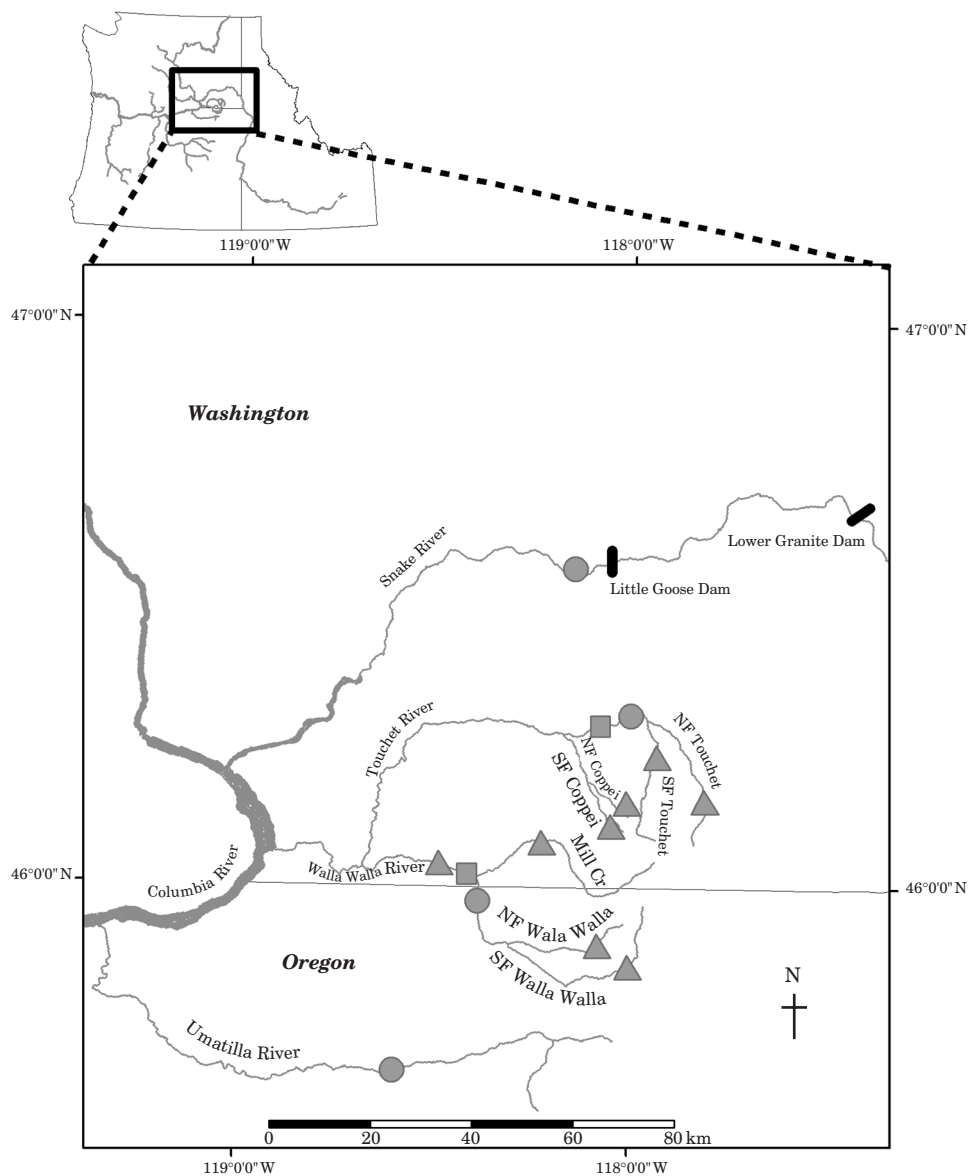 119°0'0"W
118°0'0"W
47°0'0"N
47°0'0"N
Washington
Snake River
Lower Granite Dam
Little Goose Dam
Touchet River
NF Touchet
NF Coppei
SF Coppei
SF Touchet
Mill Cr
Walla Walla River
46°0'0"N
46°0'0"N
Columbia River
NF Wala Walla
Oregon
SF Walla Walla
N
Umatilla River
0 20 40 60 80 km
119°0'0"W
118°0'0"W